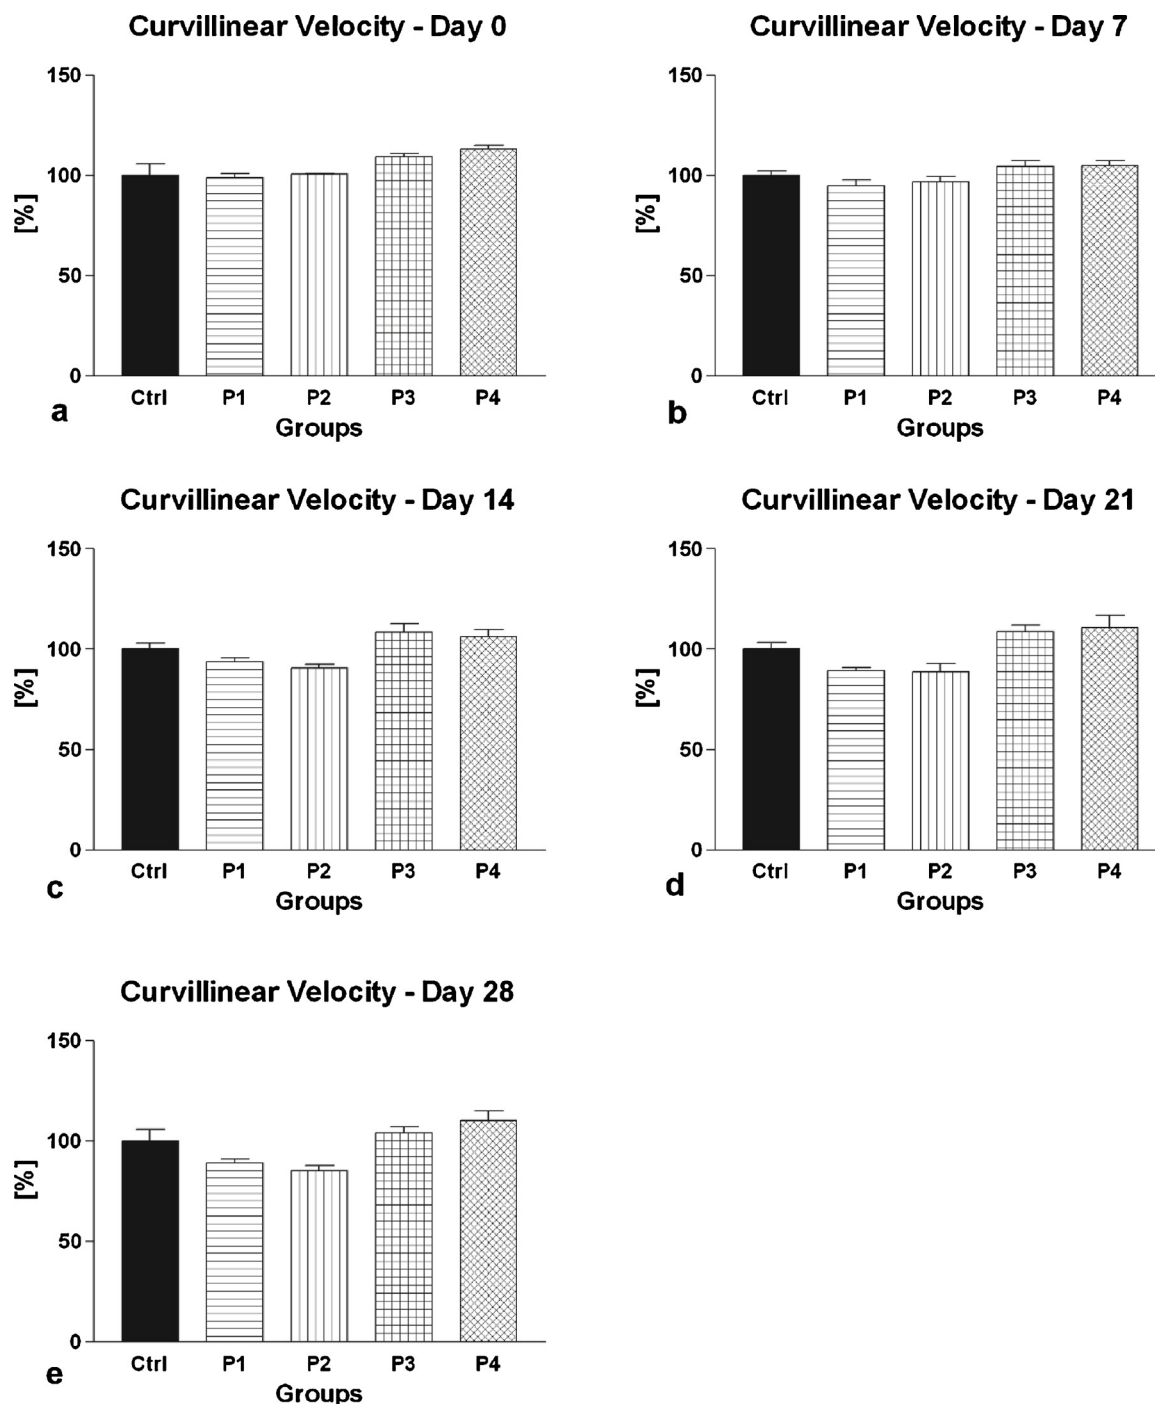 Curvillinear Velocity - Day 0
150
100
50
0
[%]
Ctrl P1 P2 P3 P4
Groups
a
Curvillinear Velocity - Day 7
150
100
50
0
[%]
Ctrl P1 P2 P3 P4
Groups
b
Curvillinear Velocity - Day 14
150
100
50
0
[%]
Ctrl P1 P2 P3 P4
Groups
c
Curvillinear Velocity - Day 21
150
100
50
0
[%]
Ctrl P1 P2 P3 P4
Groups
d
Curvillinear Velocity - Day 28
150
100
50
0
[%]
Ctrl P1 P2 P3 P4
Groups
e